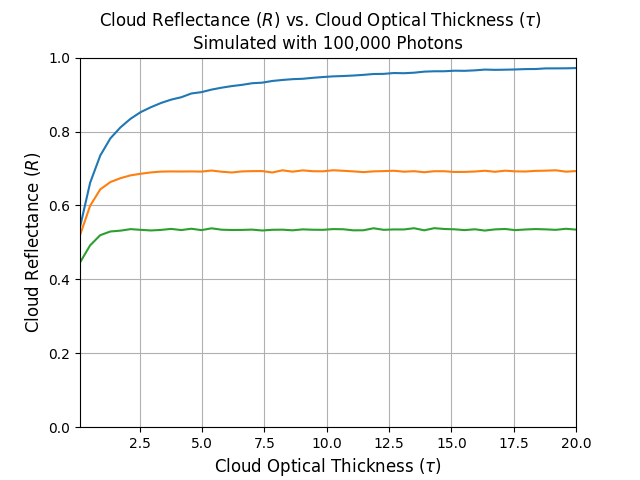 Cloud Reflectance (R) vs. Cloud Optical Thickness (τ)
Simulated with 100,000 Photons
1.0
0.8
0.6
0.4
0.2
0.0
Cloud Reflectance (R)
2.5 5.0 7.5 10.0 12.5 15.0 17.5 20.0
Cloud Optical Thickness (τ)